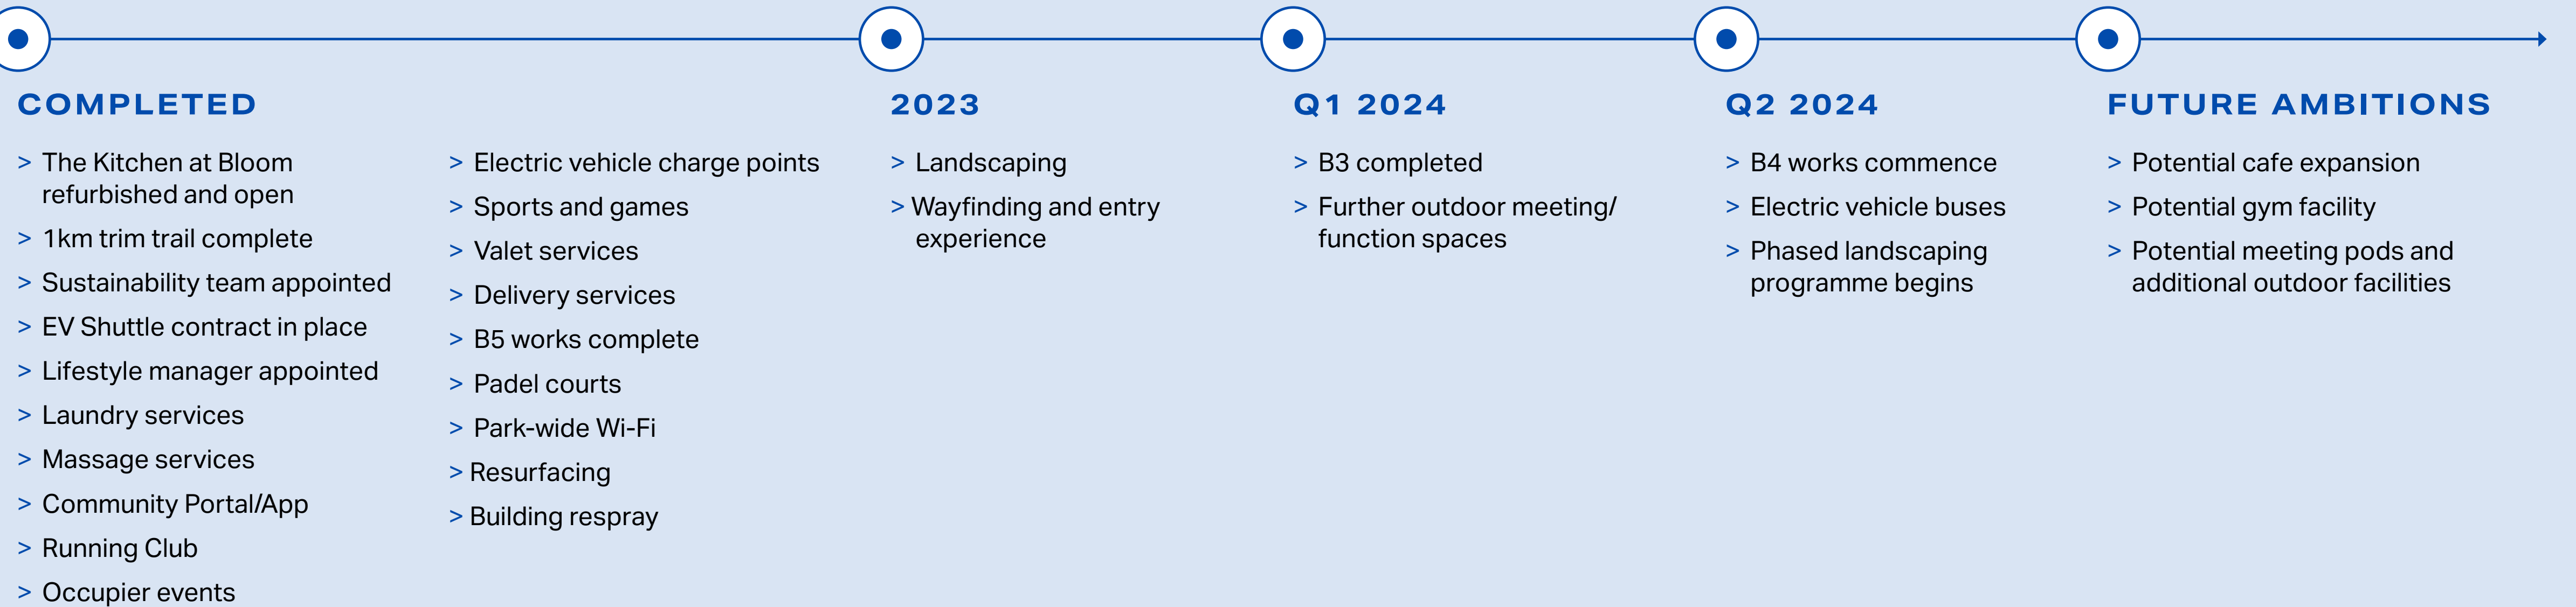 COMPLETED
> The Kitchen at Bloom
refurbished and open
> 1km trim trail complete
> Sustainability team appointed
> EV Shuttle contract in place
> Lifestyle manager appointed
> Laundry services
> Massage services
> Community Portal/App
> Running Club
> Occupier events
> Electric vehicle charge points
> Sports and games
> Valet services
> Delivery services
> B5 works complete
> Padel courts
> Park-wide Wi-Fi
> Resurfacing
> Building respray
2023
> Landscaping
> Wayfinding and entry
experience
Q1 2024
> B3 completed
> Further outdoor meeting/
function spaces
Q2 2024
> B4 works commence
> Electric vehicle buses
> Phased landscaping
programme begins
FUTURE AMBITIONS
> Potential cafe expansion
> Potential gym facility
> Potential meeting pods and
additional outdoor facilities